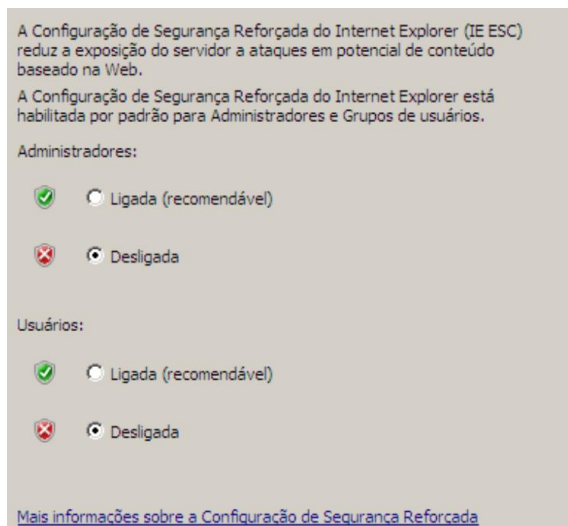 A Configuração de Segurança Reforçada do Internet Explorer (IE ESC)
reduz a exposição do servidor a ataques em potencial de conteúdo
baseado na Web.
A Configuração de Segurança Reforçada do Internet Explorer está
habilitada por padrão para Administradores e Grupos de usuários.
Administradores:
Ligada (recomendável)
Desligada
Usuários:
Ligada (recomendável)
Desligada
Mais informações sobre a Configuração de Segurança Reforçada